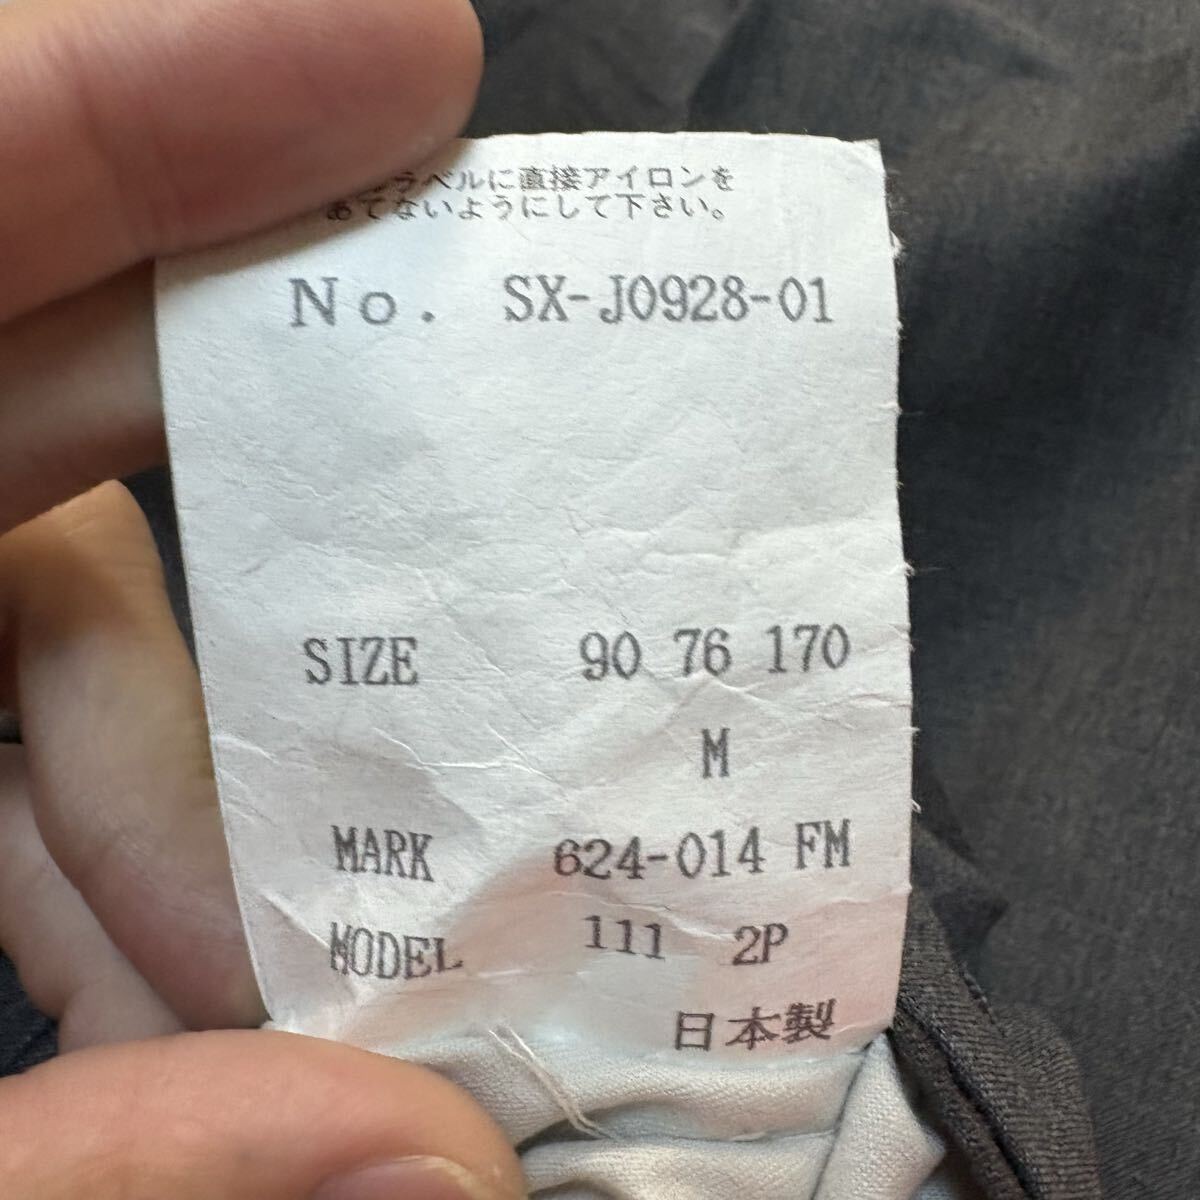 ラベルに直接アイロンを
あてないようにして下さい。
No. SX-J0928-01
SIZE 90 76 170
M
MARK 624-014 FM
MODEL 111 2P
日本製